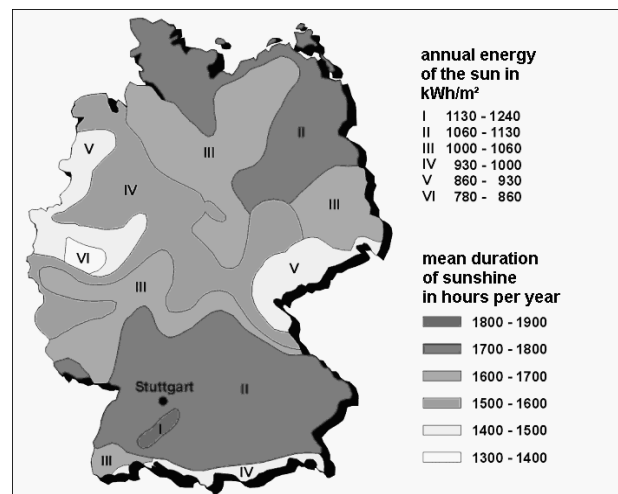 annual energy
of the sun in
kWh/m²
I 1130 - 1240
II 1060 - 1130
III 1000 - 1060
IV 930 - 1000
V 860 - 930
VI 780 - 860
mean duration
of sunshine
in hours per year
1800 - 1900
1700 - 1800
1600 - 1700
1500 - 1600
1400 - 1500
1300 - 1400
II
V
III
IV
III
VI
V
III
Stuttgart
II
I
III
IV